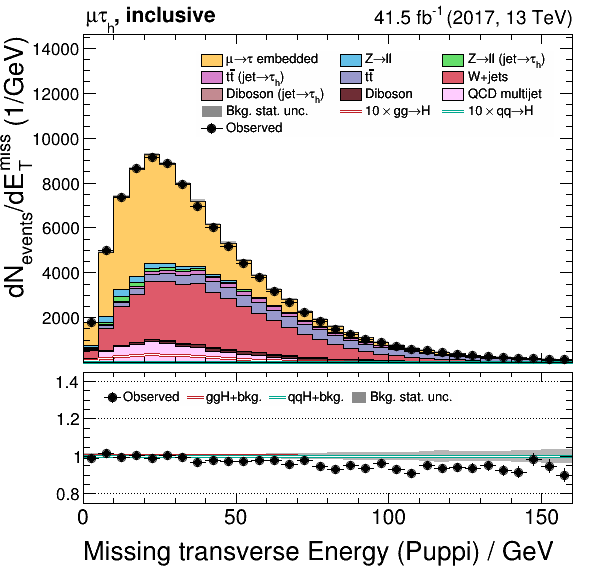 μτh, inclusive
41.5 fb⁻¹ (2017, 13 TeV)
dNevents/dETmiss (1/GeV)
14000
12000
10000
8000
6000
4000
2000
μ→τ embedded
Z→ll
Z→ll (jet→τh)
tt̄ (jet→τh)
tt̄
W+jets
Diboson (jet→τh)
Diboson
QCD multijet
Bkg. stat. unc.
10 × gg→H
10 × qq→H
Observed
1.4
1.2
1
0.8
Observed
ggH+bkg.
qqH+bkg.
Bkg. stat. unc.
0
50
100
150
Missing transverse Energy (Puppi) / GeV